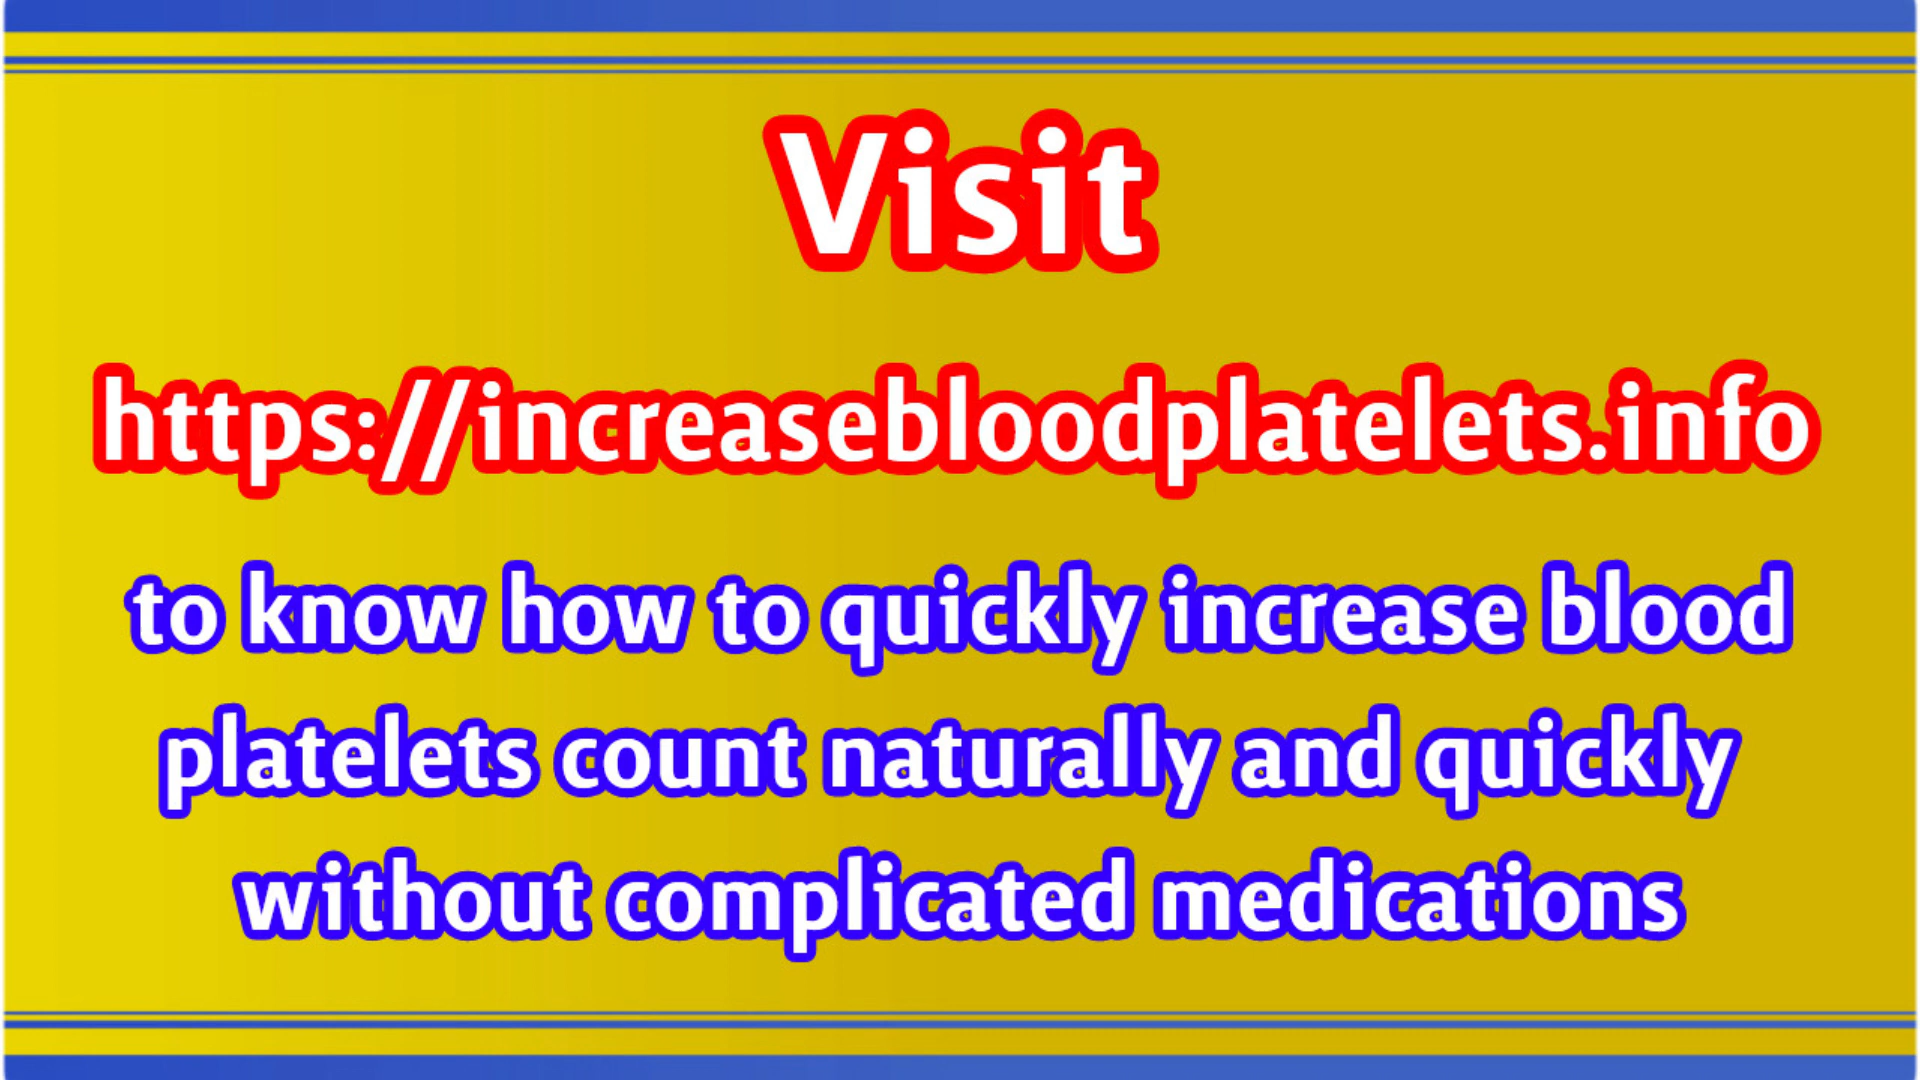 Visit
https://increasebloodplatelets.info
to know how to quickly increase blood
platelets count naturally and quickly
without complicated medications